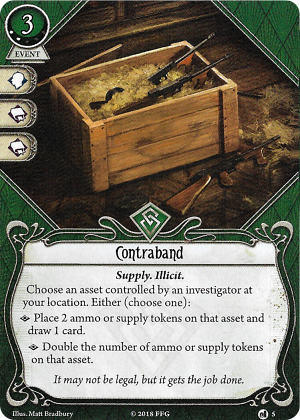 3
EVENT
Contraband
Supply. Illicit.
Choose an asset controlled by an investigator at
your location. Either (choose one):
Place 2 ammo or supply tokens on that asset and
draw 1 card.
Double the number of ammo or supply tokens
on that asset.
It may not be legal, but it gets the job done.
Illus. Matt Bradbury
© 2018 FFG
5